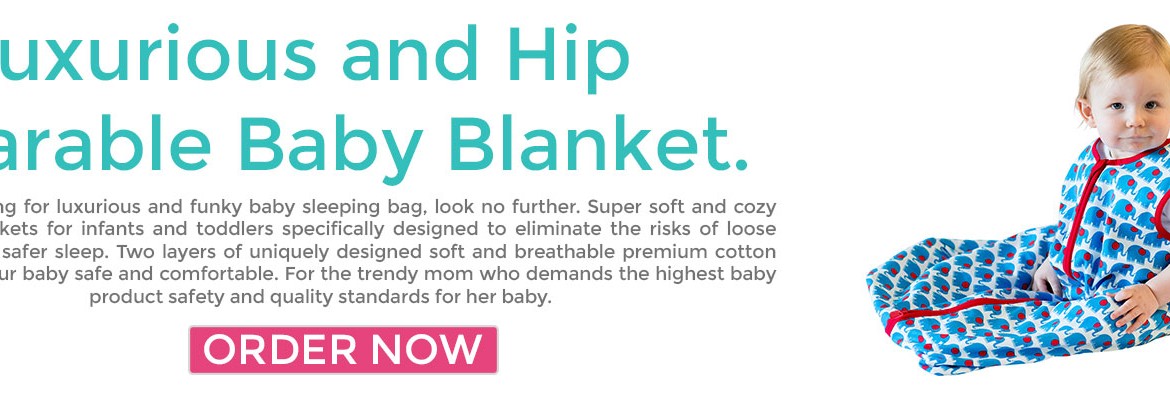 uxurious and Hip
arable Baby Blanket.
ng for luxurious and funky baby sleeping bag, look no further. Super soft and cozy
kets for infants and toddlers specifically designed to eliminate the risks of loose
safer sleep. Two layers of uniquely designed soft and breathable premium cotton
ur baby safe and comfortable. For the trendy mom who demands the highest baby
product safety and quality standards for her baby.
ORDER NOW